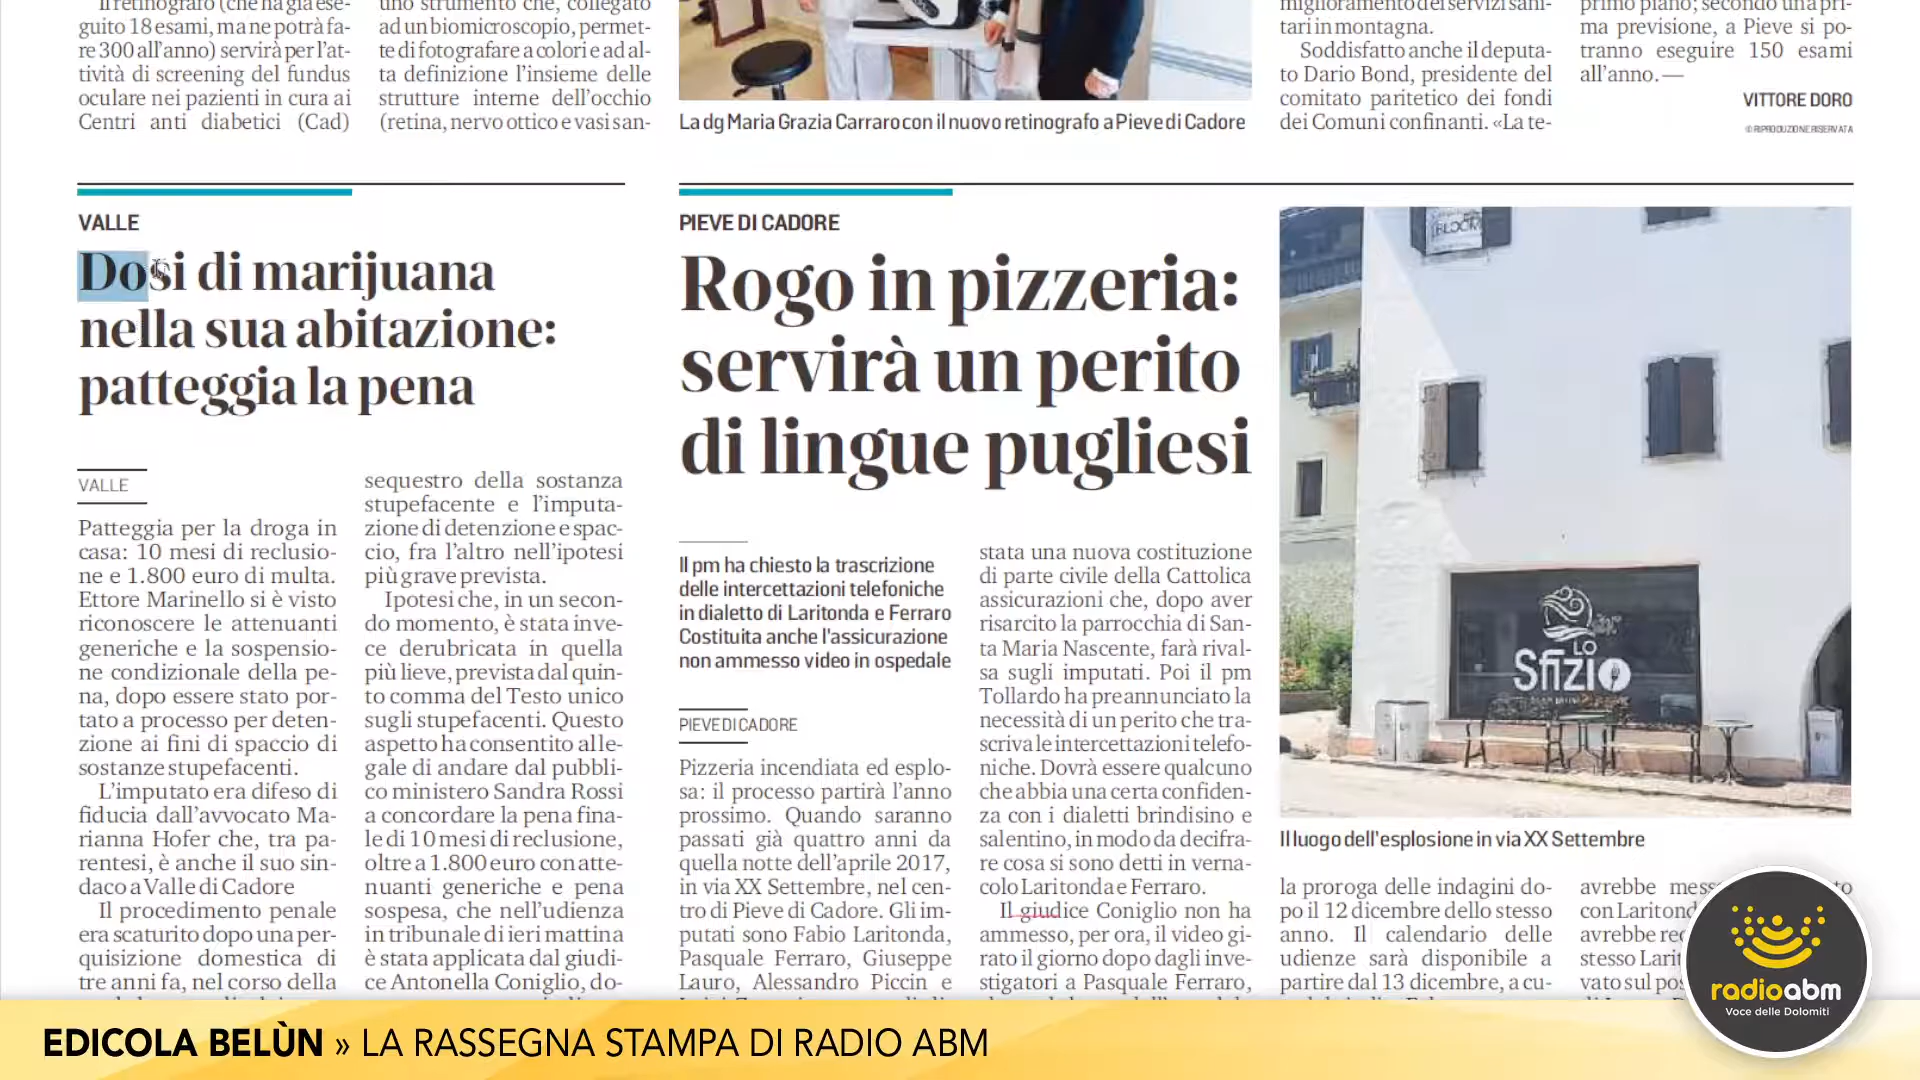 Il retinografo (che ha già ese-
guito 18 esami, ma ne potrà fa-
re 300 all'anno) servirà per l'at-
tività di screening del fundus
oculare nei pazienti in cura ai
Centri anti diabetici (Cad)
uno strumento che, collegato
ad un biomicroscopio, permet-
te di fotografare a colori e ad al-
ta definizione l'insieme delle
strutture interne dell'occhio
(retina, nervo ottico e vasi san-
La dg Maria Grazia Carraro con il nuovo retinografo a Pieve di Cadore
miglioramento dei servizi sani-
tari in montagna.
Soddisfatto anche il deputa-
to Dario Bond, presidente del
comitato paritetico dei fondi
dei Comuni confinanti. «La te-
primo piano; secondo una pri-
ma previsione, a Pieve si po-
tranno eseguire 150 esami
all'anno. —
VITTORE DORO
© RIPRODUZIONE RISERVATA
VALLE
Dosi di marijuana
nella sua abitazione:
patteggia la pena
VALLE
Patteggia per la droga in
casa: 10 mesi di reclusio-
ne e 1.800 euro di multa.
Ettore Marinello si è visto
riconoscere le attenuanti
generiche e la sospensio-
ne condizionale della pe-
na, dopo essere stato por-
tato a processo per deten-
zione ai fini di spaccio di
sostanze stupefacenti.
L'imputato era difeso di
fiducia dall'avvocato Ma-
rianna Hofer che, tra pa-
rentesi, è anche il suo sin-
daco a Valle di Cadore
Il procedimento penale
era scaturito dopo una per-
quisizione domestica di
tre anni fa, nel corso della
sequestro della sostanza
stupefacente e l'imputa-
zione di detenzione e spac-
cio, fra l'altro nell'ipotesi
più grave prevista.
Ipotesi che, in un secon-
do momento, è stata inve-
ce derubricata in quella
più lieve, prevista dal quin-
to comma del Testo unico
sugli stupefacenti. Questo
aspetto ha consentito al le-
gale di andare dal pubbli-
co ministero Sandra Rossi
a concordare la pena fina-
le di 10 mesi di reclusione,
oltre a 1.800 euro con atte-
nuanti generiche e pena
sospesa, che nell'udienza
in tribunale di ieri mattina
è stata applicata dal giudi-
ce Antonella Coniglio, do-
PIEVE DI CADORE
Rogo in pizzeria:
servirà un perito
di lingue pugliesi
Il pm ha chiesto la trascrizione
delle intercettazioni telefoniche
in dialetto di Laritonda e Ferraro
Costituita anche l'assicurazione
non ammesso video in ospedale
PIEVE DI CADORE
Pizzeria incendiata ed esplo-
sa: il processo partirà l'anno
prossimo. Quando saranno
passati già quattro anni da
quella notte dell'aprile 2017,
in via XX Settembre, nel cen-
tro di Pieve di Cadore. Gli im-
putati sono Fabio Laritonda,
Pasquale Ferraro, Giuseppe
Lauro, Alessandro Piccin e
stata una nuova costituzione
di parte civile della Cattolica
assicurazioni che, dopo aver
risarcito la parrocchia di San-
ta Maria Nascente, farà rival-
sa sugli imputati. Poi il pm
Tollardo ha preannunciato la
necessità di un perito che tra-
scriva le intercettazioni telefo-
niche. Dovrà essere qualcuno
che abbia una certa confiden-
za con i dialetti brindisino e
salentino, in modo da decifra-
re cosa si sono detti in verna-
colo Laritonda e Ferraro.
Il giudice Coniglio non ha
ammesso, per ora, il video gi-
rato il giorno dopo dagli inve-
stigatori a Pasquale Ferraro,
BLOOM
LO
Sfizio
Il luogo dell'esplosione in via XX Settembre
la proroga delle indagini do-
po il 12 dicembre dello stesso
anno. Il calendario delle
udienze sarà disponibile a
partire dal 13 dicembre, a cu-
avrebbe
con
avrebbe
stesso
vato sul
radioabm
Voce delle Dolomiti
EDICOLA BELÙN » LA RASSEGNA STAMPA DI RADIO ABM